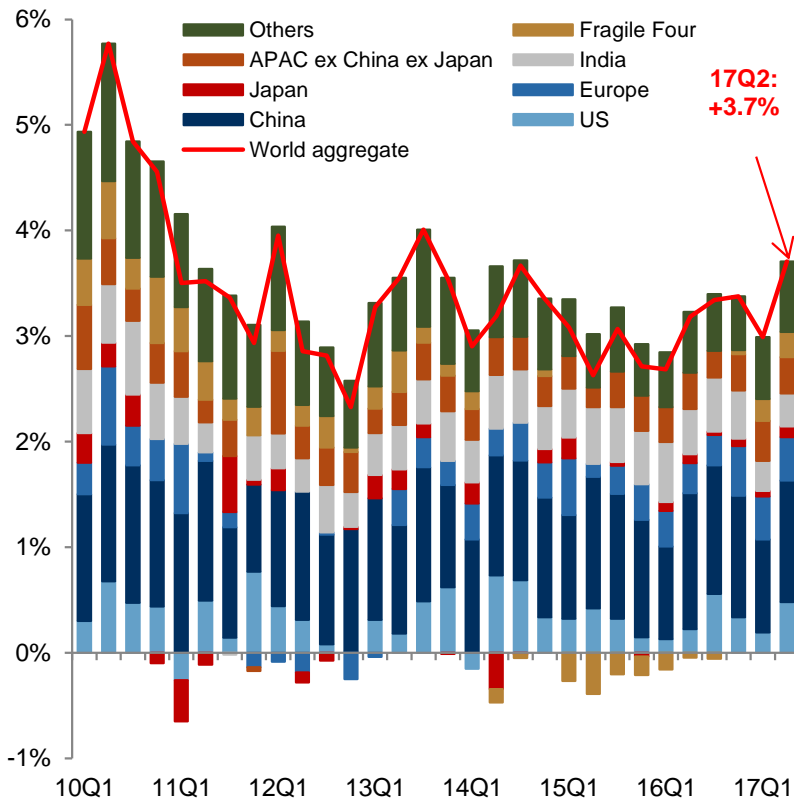 6%
5%
4%
3%
2%
1%
0%
-1%
Others
Fragile Four
APAC ex China ex Japan
India
Japan
Europe
China
US
World aggregate
17Q2:
+3.7%
10Q1
11Q1
12Q1
13Q1
14Q1
15Q1
16Q1
17Q1